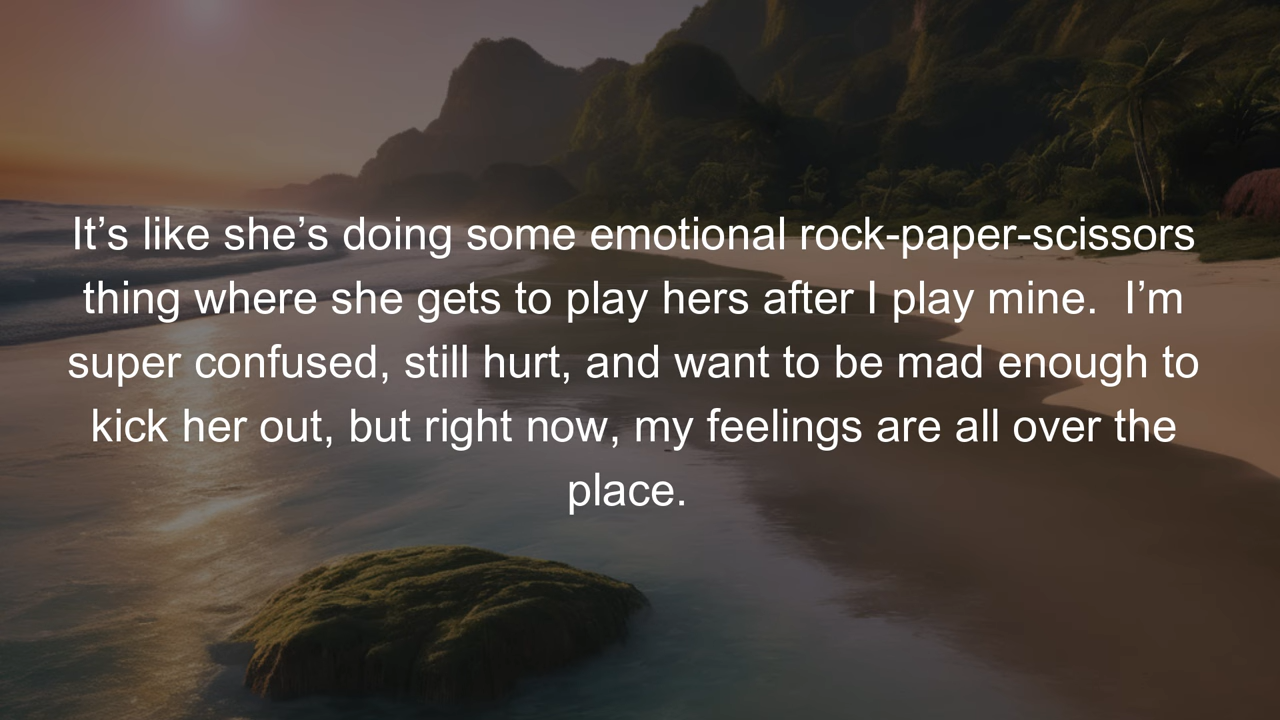 It’s like she’s doing some emotional rock-paper-scissors
thing where she gets to play hers after I play mine.  I’m
super confused, still hurt, and want to be mad enough to
kick her out, but right now, my feelings are all over the
place.